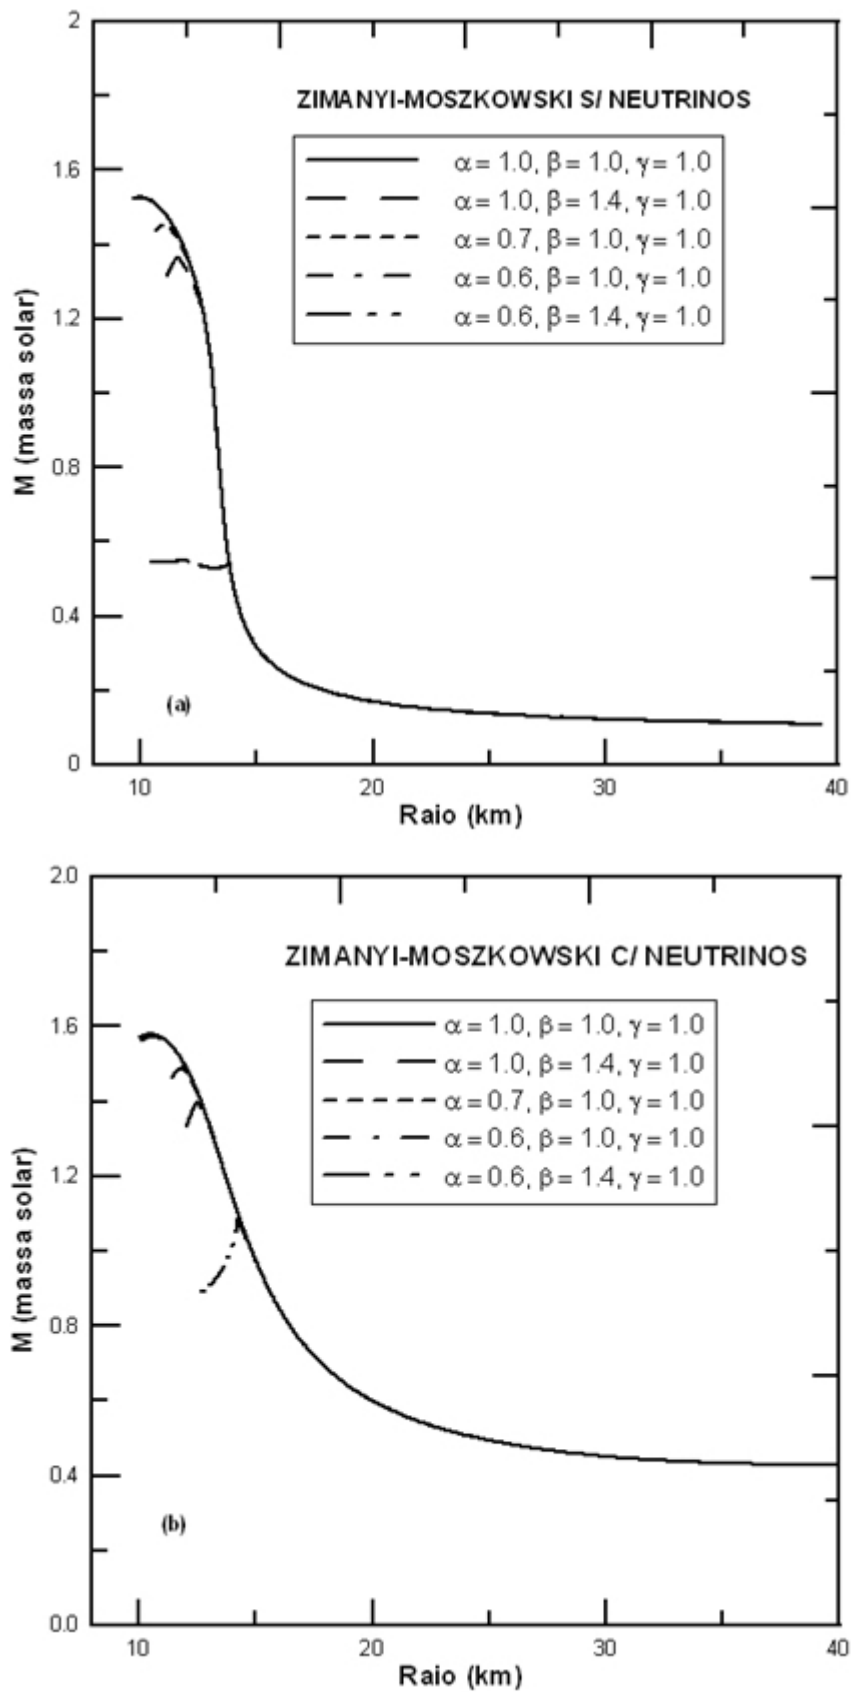 2
ZIMANYI-MOSZKOWSKI S/ NEUTRINOS
α = 1.0, β = 1.0, γ = 1.0
1.6
α = 1.0, β = 1.4, γ = 1.0
α = 0.7, β = 1.0, γ = 1.0
α = 0.6, β = 1.0, γ = 1.0
α = 0.6, β = 1.4, γ = 1.0
1.2
M (massa solar)
0.8
0.4
(a)
0
10 20 30 40
Raio (km)
2.0
ZIMANYI-MOSZKOWSKI C/ NEUTRINOS
α = 1.0, β = 1.0, γ = 1.0
1.6
α = 1.0, β = 1.4, γ = 1.0
α = 0.7, β = 1.0, γ = 1.0
α = 0.6, β = 1.0, γ = 1.0
α = 0.6, β = 1.4, γ = 1.0
1.2
M (massa solar)
0.8
0.4
(b)
0.0
10 20 30 40
Raio (km)